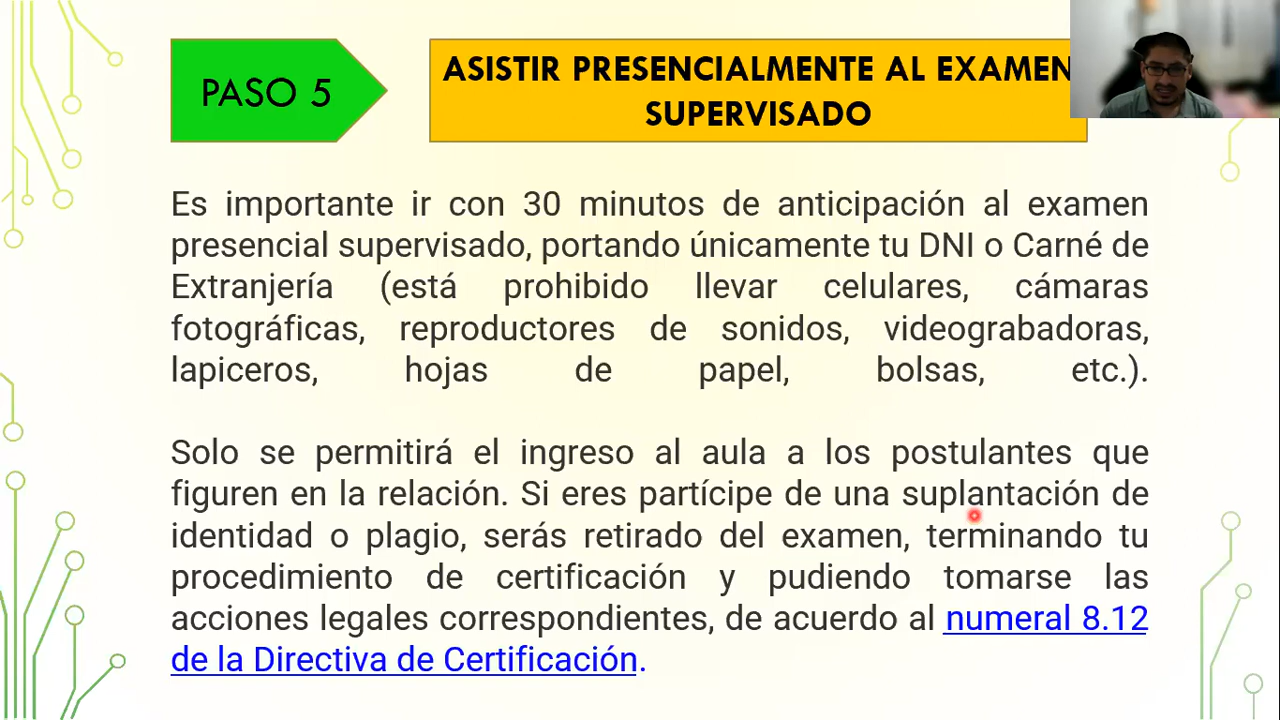 PASO 5
ASISTIR PRESENCIALMENTE AL EXAMEN
SUPERVISADO
Es importante ir con 30 minutos de anticipación al examen
presencial supervisado, portando únicamente tu DNI o Carné de
Extranjería (está prohibido llevar celulares, cámaras
fotográficas, reproductores de sonidos, videograbadoras,
lapiceros, hojas de papel, bolsas, etc.).
Solo se permitirá el ingreso al aula a los postulantes que
figuren en la relación. Si eres partícipe de una suplantación de
identidad o plagio, serás retirado del examen, terminando tu
procedimiento de certificación y pudiendo tomarse las
acciones legales correspondientes, de acuerdo al numeral 8.12
de la Directiva de Certificación.